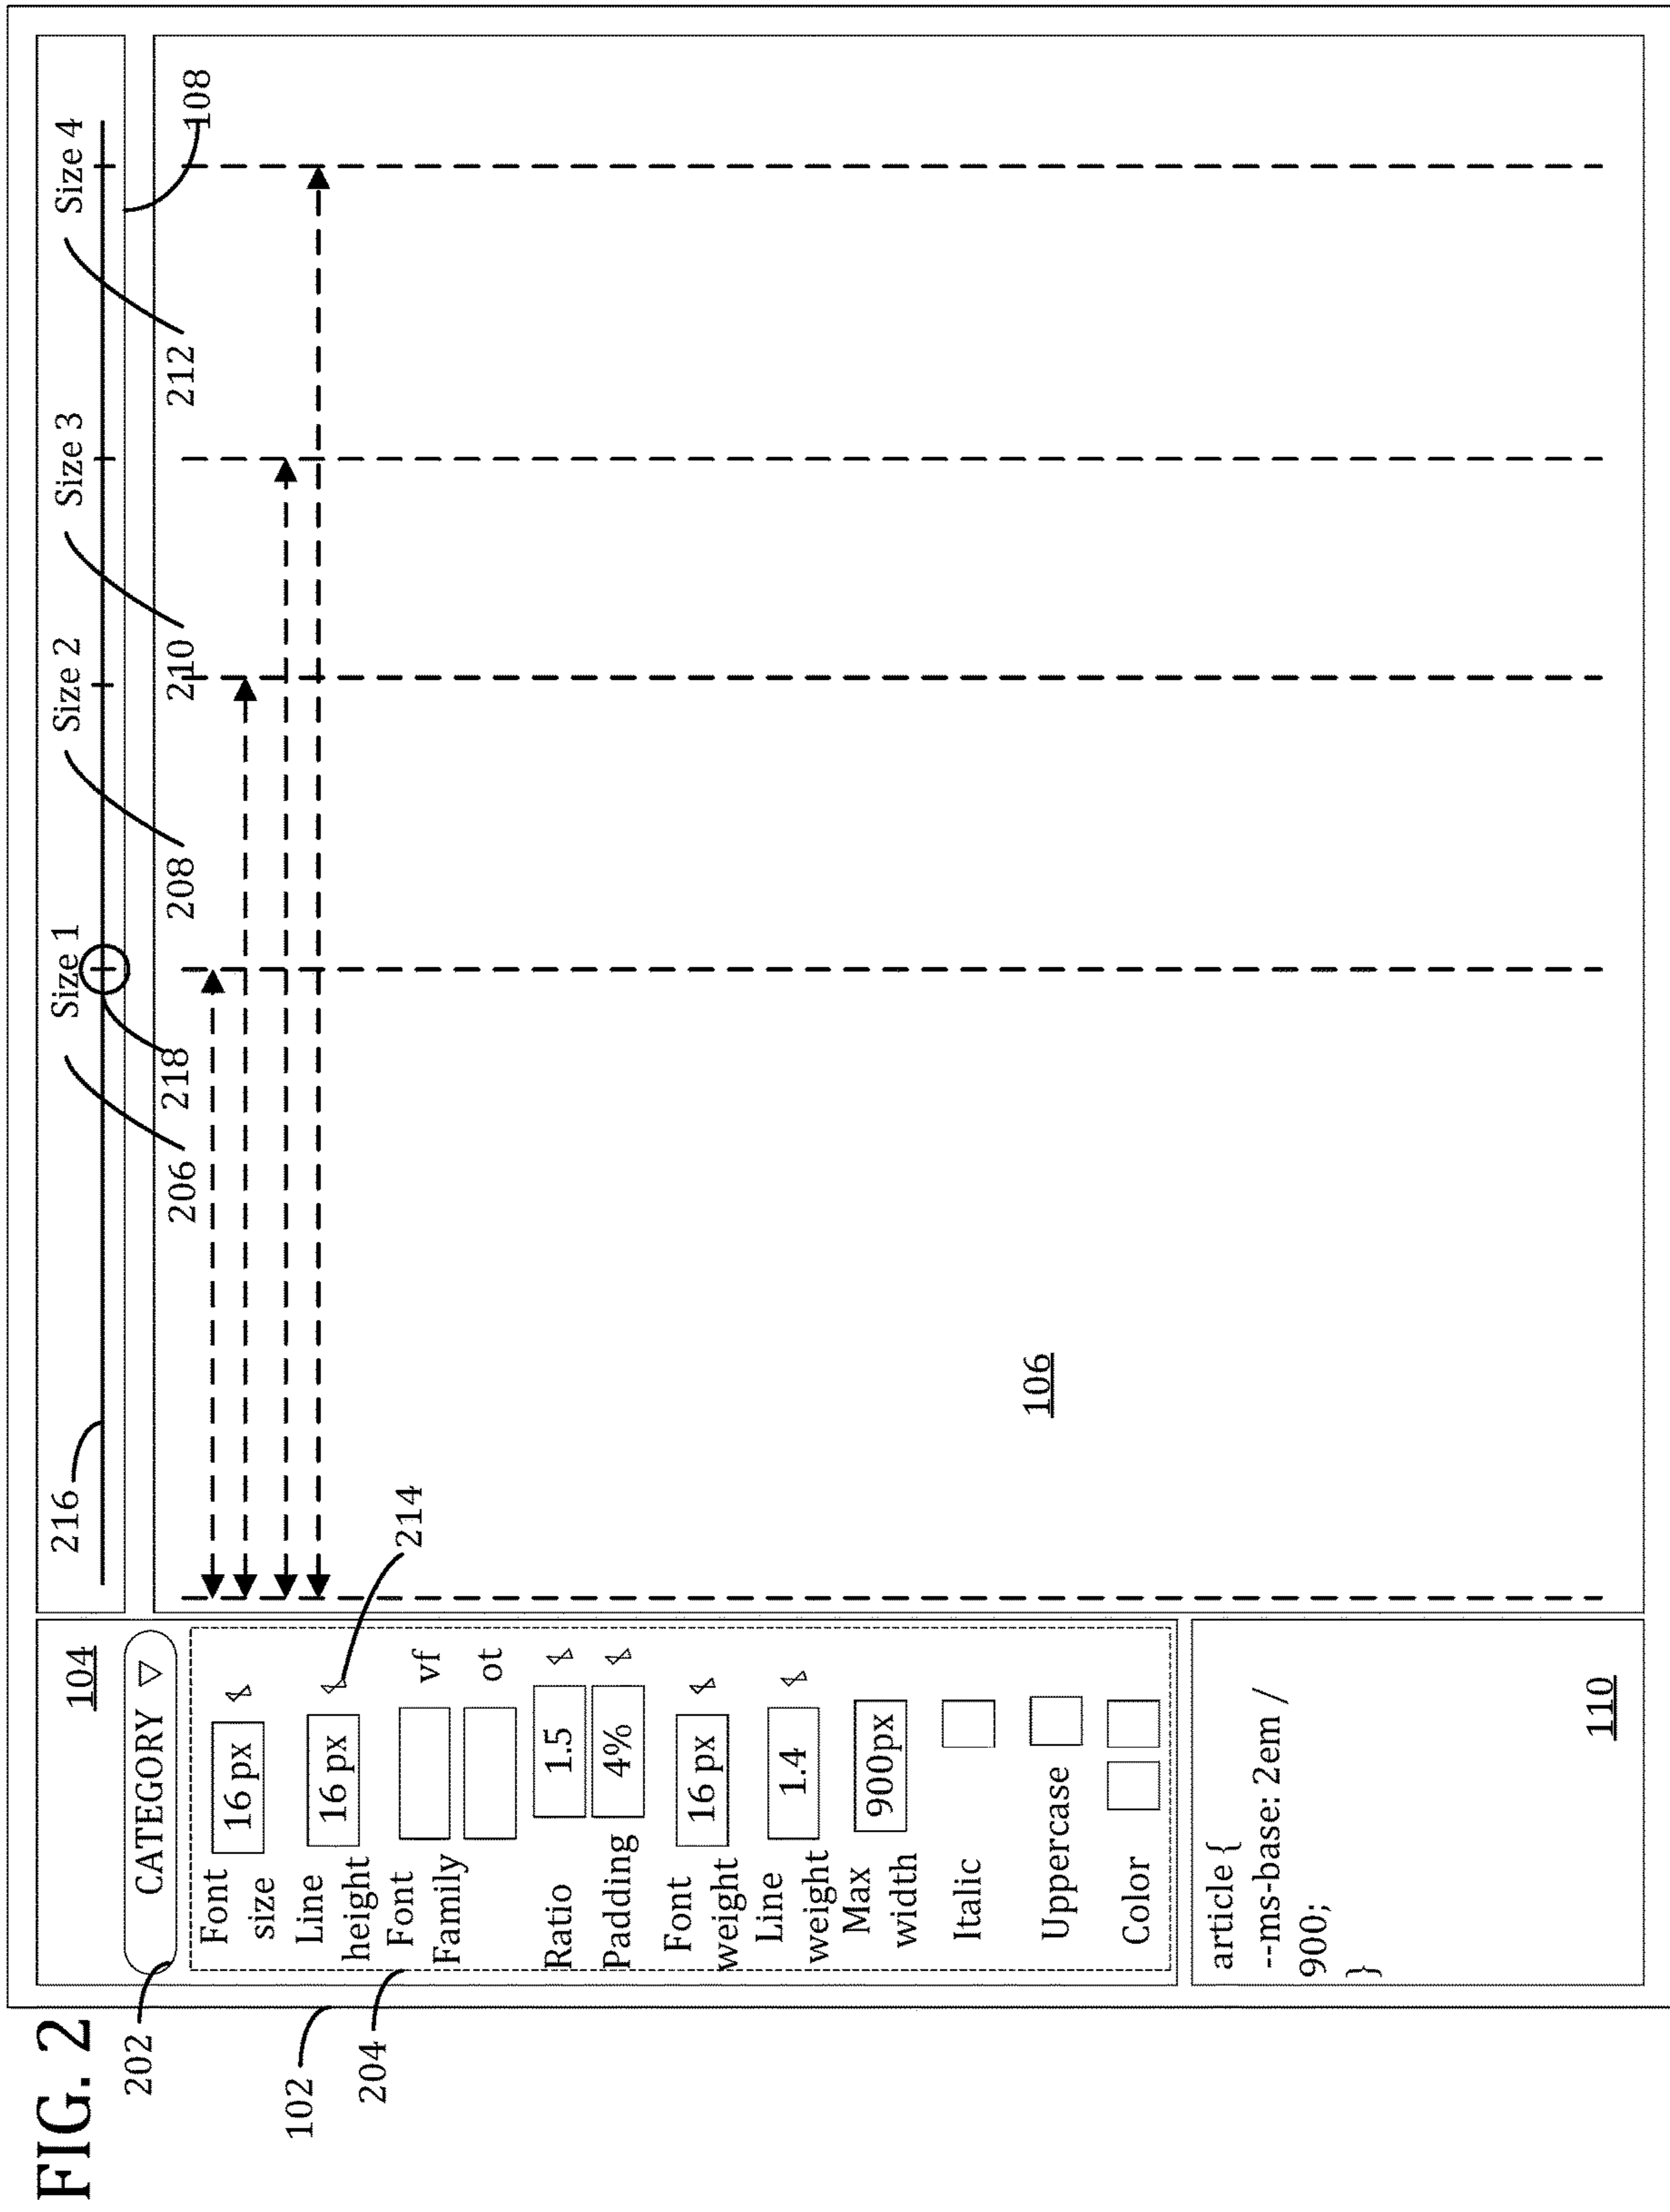 FIG. 2
202
102
204
104
CATEGORY
Font
size
16 px
Line
height
16 px
214
Font
Family
vf
ot
Ratio
1.5
Padding
4%
Font
weight
16 px
Line
weight
1.4
Max
width
900px
Italic
Uppercase
Color
article {
--ms-base: 2em /
900;
}
110
216
Size 1
Size 2
Size 3
Size 4
206
218
208
210
212
108
106